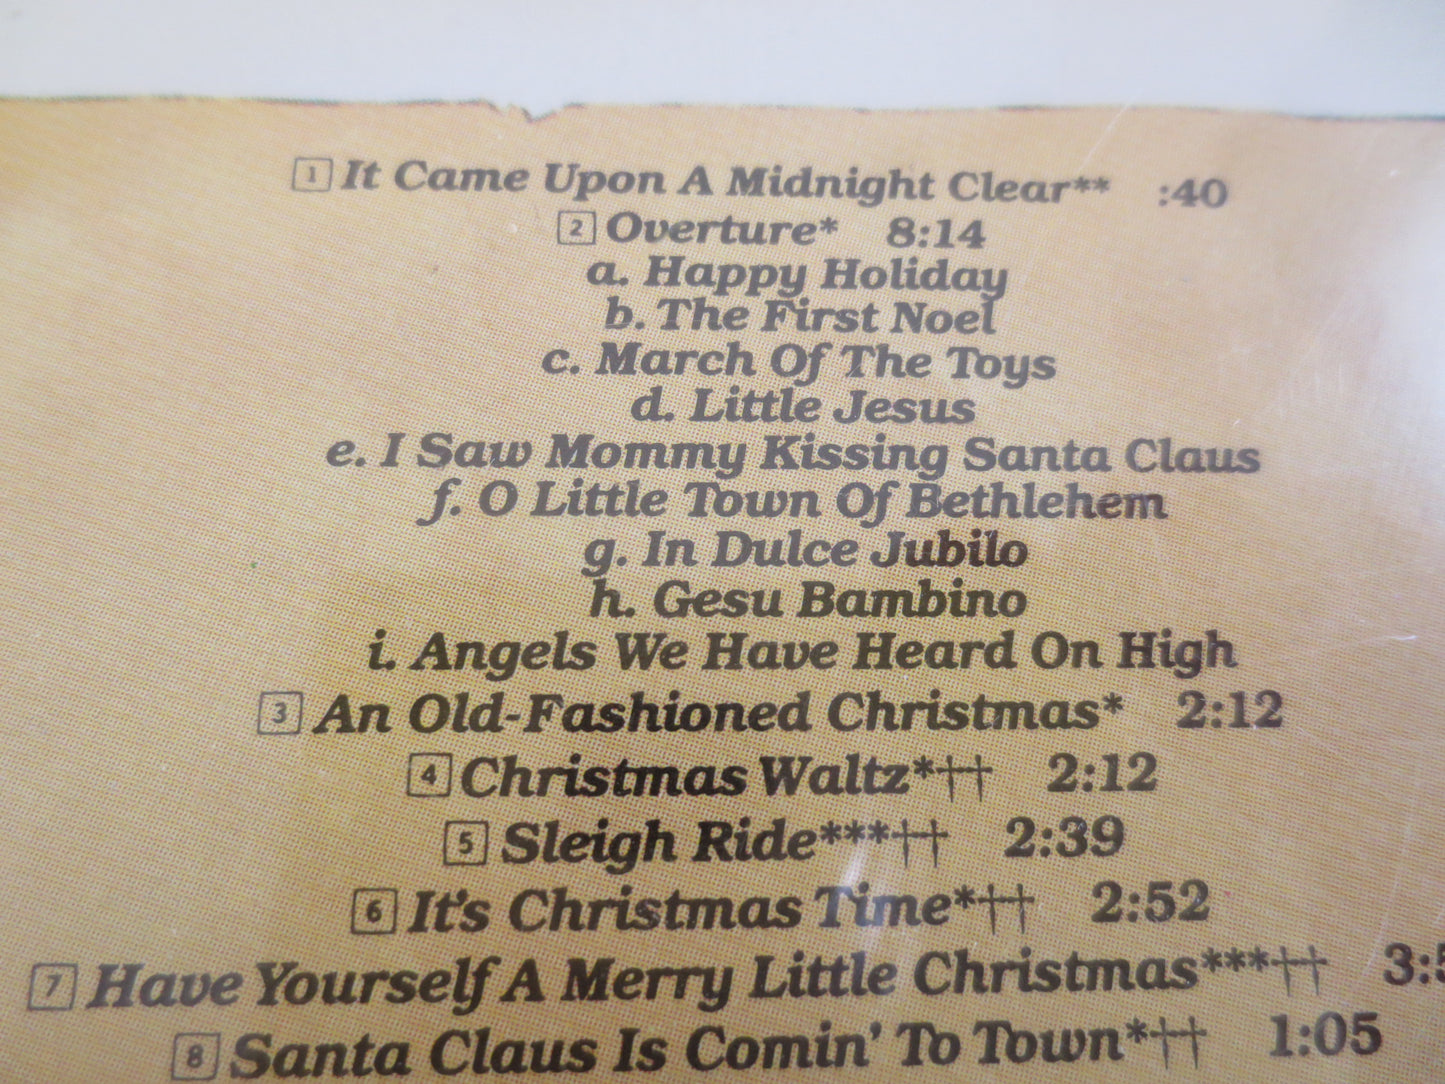 1 It Came Upon A Midnight Clear** :40
2 Overture* 8:14
a. Happy Holiday
b. The First Noel
c. March Of The Toys
d. Little Jesus
e. I Saw Mommy Kissing Santa Claus
f. O Little Town Of Bethlehem
g. In Dulce Jubilo
h. Gesu Bambino
i. Angels We Have Heard On High
3 An Old-Fashioned Christmas* 2:12
4 Christmas Waltz*†† 2:12
5 Sleigh Ride***†† 2:39
6 It's Christmas Time*†† 2:52
7 Have Yourself A Merry Little Christmas***††
8 Santa Claus Is Comin' To Town*†† 1:05